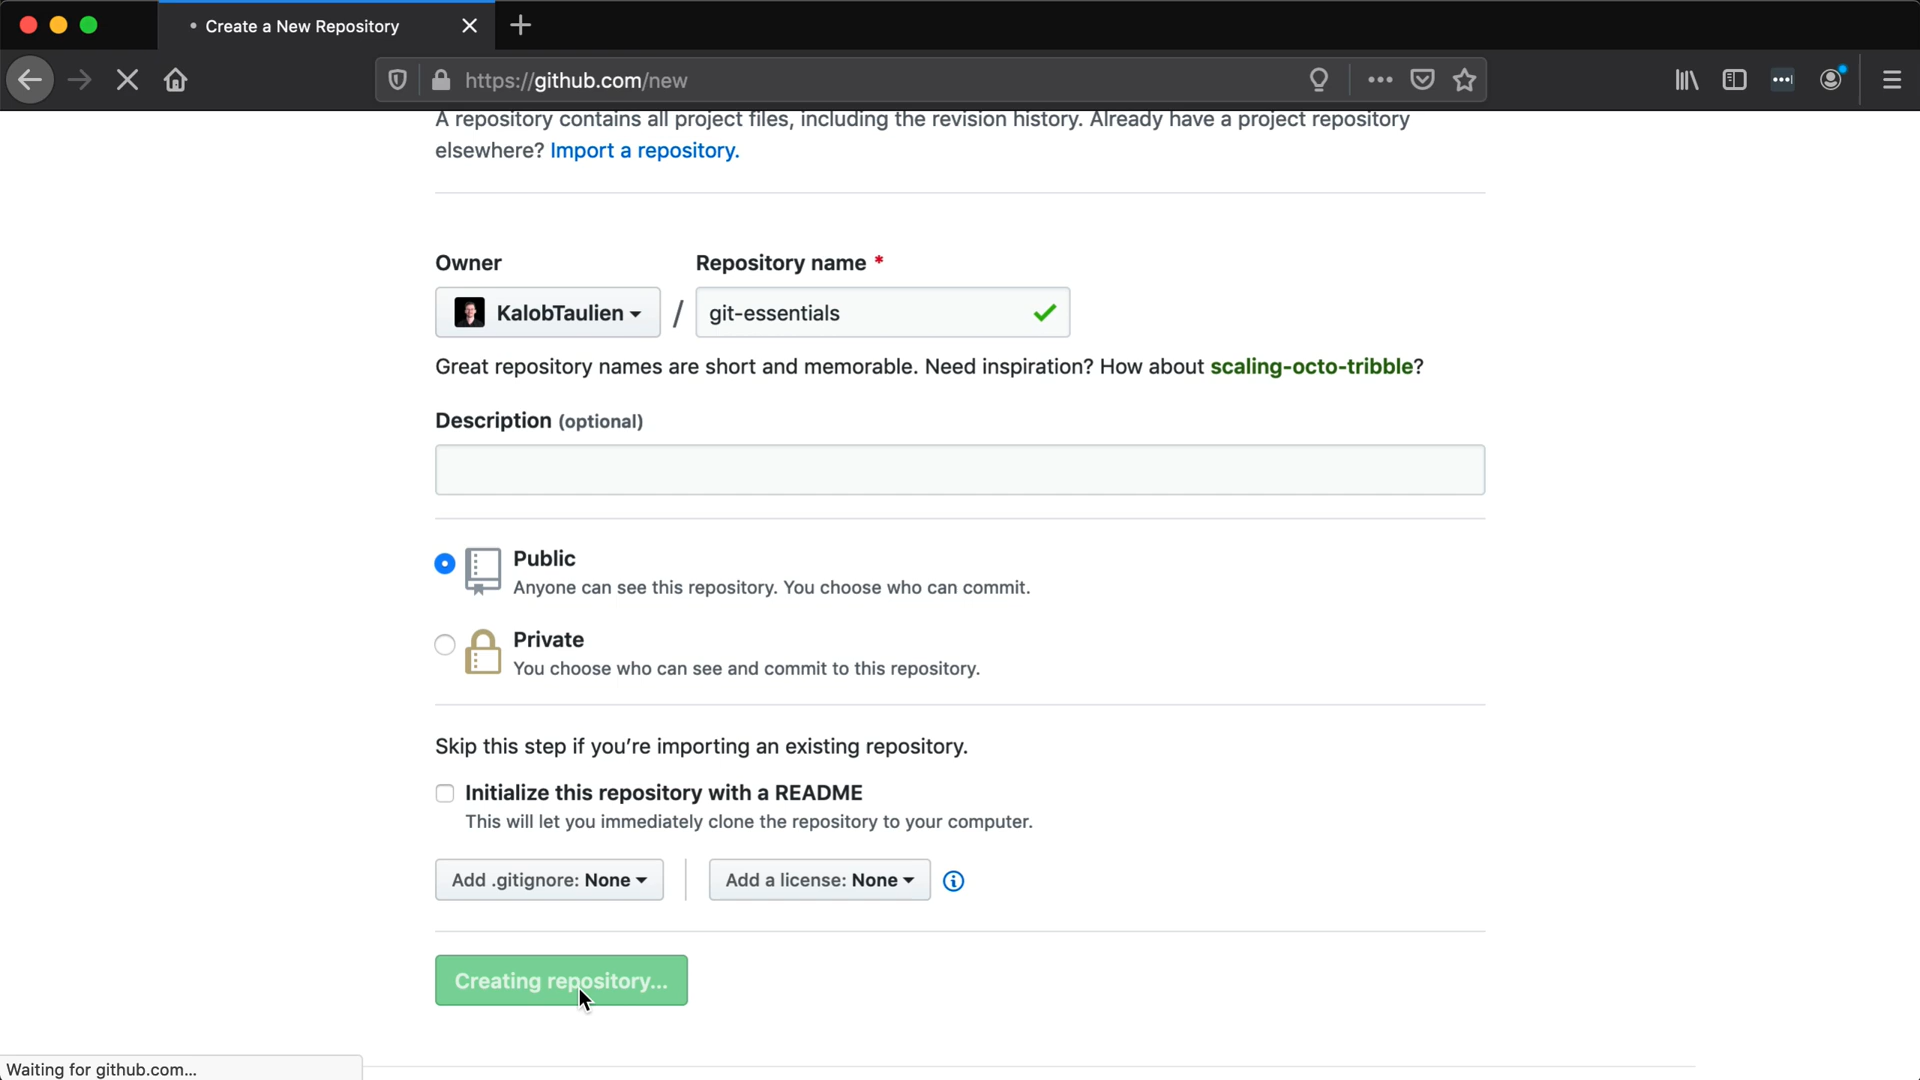 Create a New Repository
https://github.com/new
A repository contains all project files, including the revision history. Already have a project repository
elsewhere? Import a repository.
Owner
Repository name *
KalobTaulien
/
git-essentials
Great repository names are short and memorable. Need inspiration? How about scaling-octo-tribble?
Description (optional)
Public
Anyone can see this repository. You choose who can commit.
Private
You choose who can see and commit to this repository.
Skip this step if you’re importing an existing repository.
Initialize this repository with a README
This will let you immediately clone the repository to your computer.
Add .gitignore: None
Add a license: None
Creating repository...
Waiting for github.com...